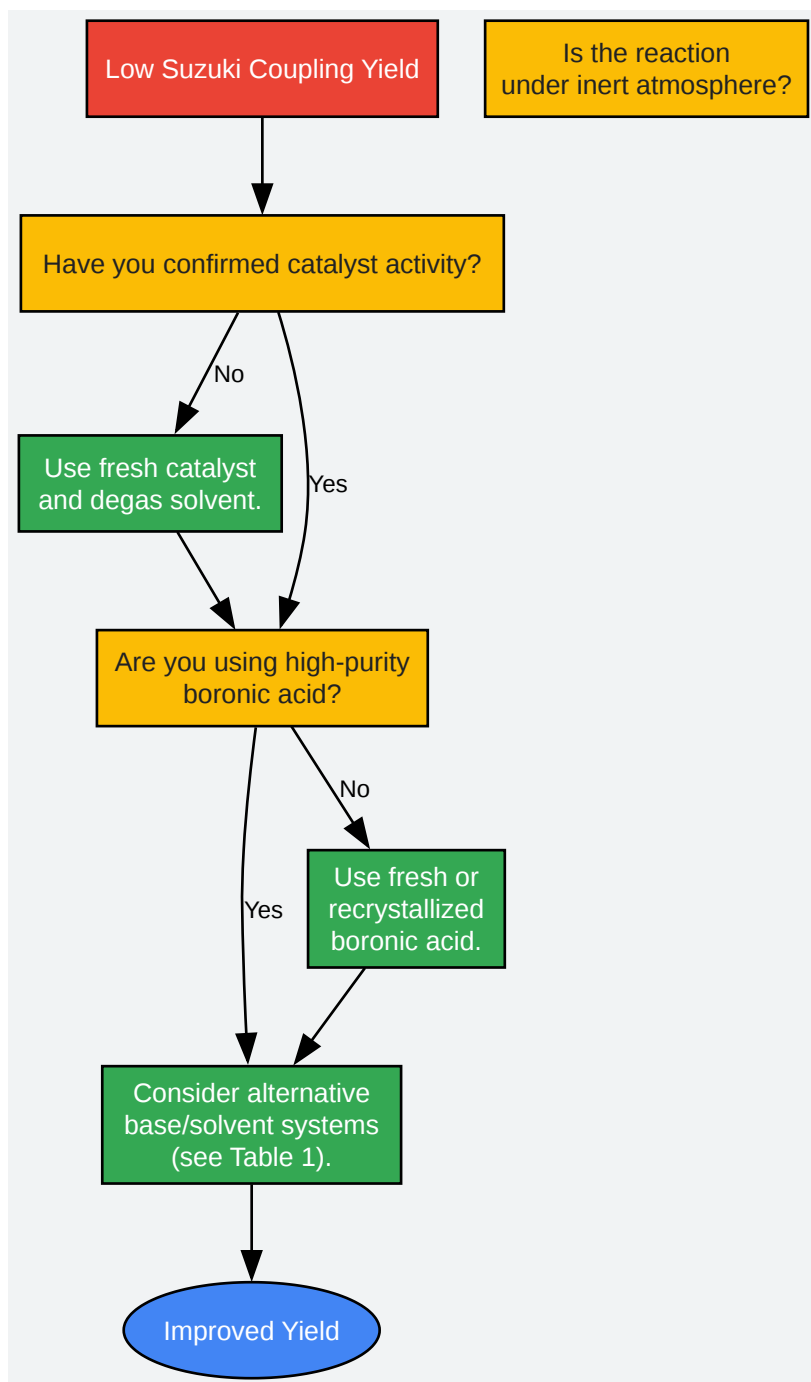 Low Suzuki Coupling Yield
Is the reaction
under inert atmosphere?
Have you confirmed catalyst activity?
No
Use fresh catalyst
and degas solvent.
Yes
Are you using high-purity
boronic acid?
No
Use fresh or
recrystallized
boronic acid.
Yes
Consider alternative
base/solvent systems
(see Table 1).
Improved Yield